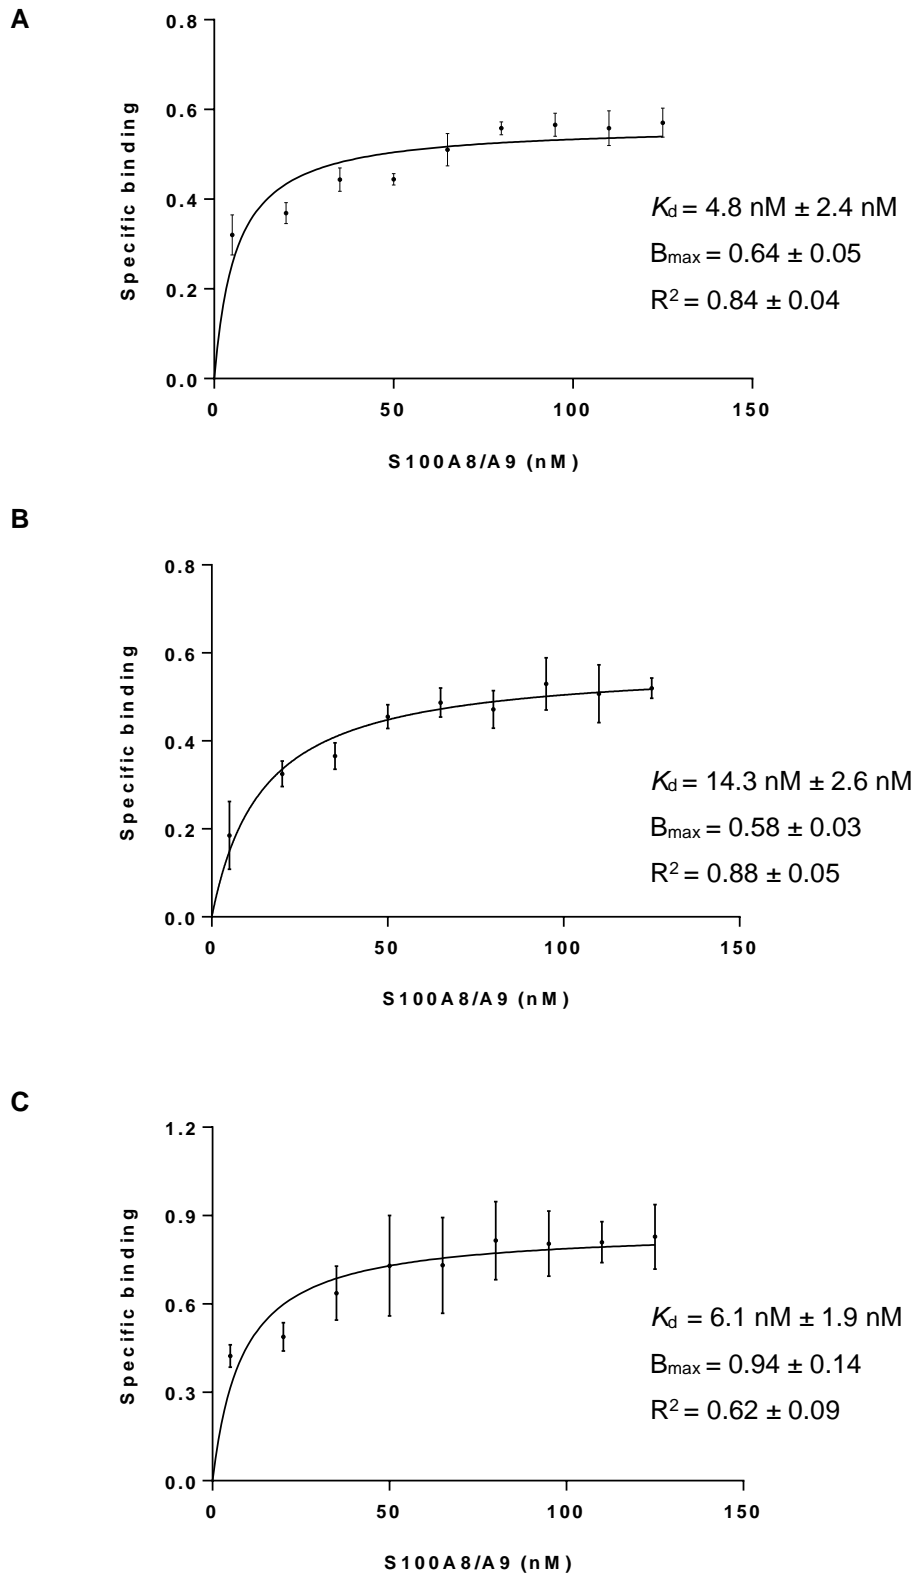 A
0.8
0.6
0.4
0.2
0.0
Specific binding
0 50 100 150
S100A8/A9 (nM)
Kd = 4.8 nM ± 2.4 nM
Bmax = 0.64 ± 0.05
R2 = 0.84 ± 0.04
B
0.8
0.6
0.4
0.2
0.0
Specific binding
0 50 100 150
S100A8/A9 (nM)
Kd = 14.3 nM ± 2.6 nM
Bmax = 0.58 ± 0.03
R2 = 0.88 ± 0.05
C
1.2
0.9
0.6
0.3
0.0
Specific binding
0 50 100 150
S100A8/A9 (nM)
Kd = 6.1 nM ± 1.9 nM
Bmax = 0.94 ± 0.14
R2 = 0.62 ± 0.09